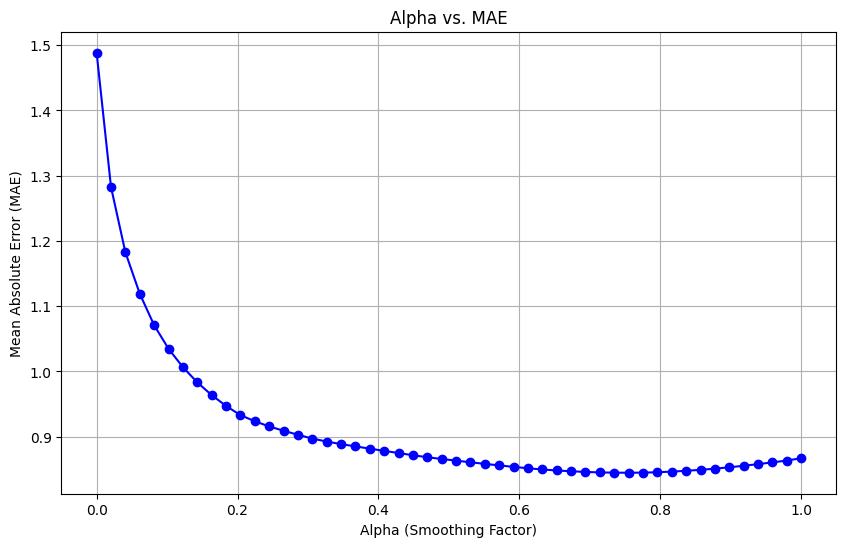 Alpha vs. MAE
Mean Absolute Error (MAE)
1.5
1.4
1.3
1.2
1.1
1.0
0.9
0.0 0.2 0.4 0.6 0.8 1.0
Alpha (Smoothing Factor)